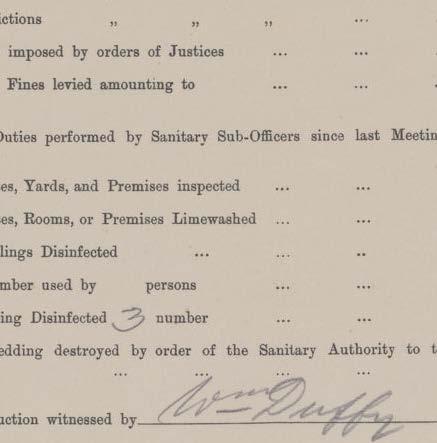 ictions „ „ „ ...
imposed by orders of Justices ... ...
Fines levied amounting to ... ...
Duties performed by Sanitary Sub-Officers since last Meetin
es, Yards, and Premises inspected ... ...
es, Rooms, or Premises Limewashed ... ...
lings Disinfected ... ... ..
mber used by persons ... ...
ing Disinfected 3 number ... ...
edding destroyed by order of the Sanitary Authority to t
... ... ... ...
uction witnessed by Wm Duffy